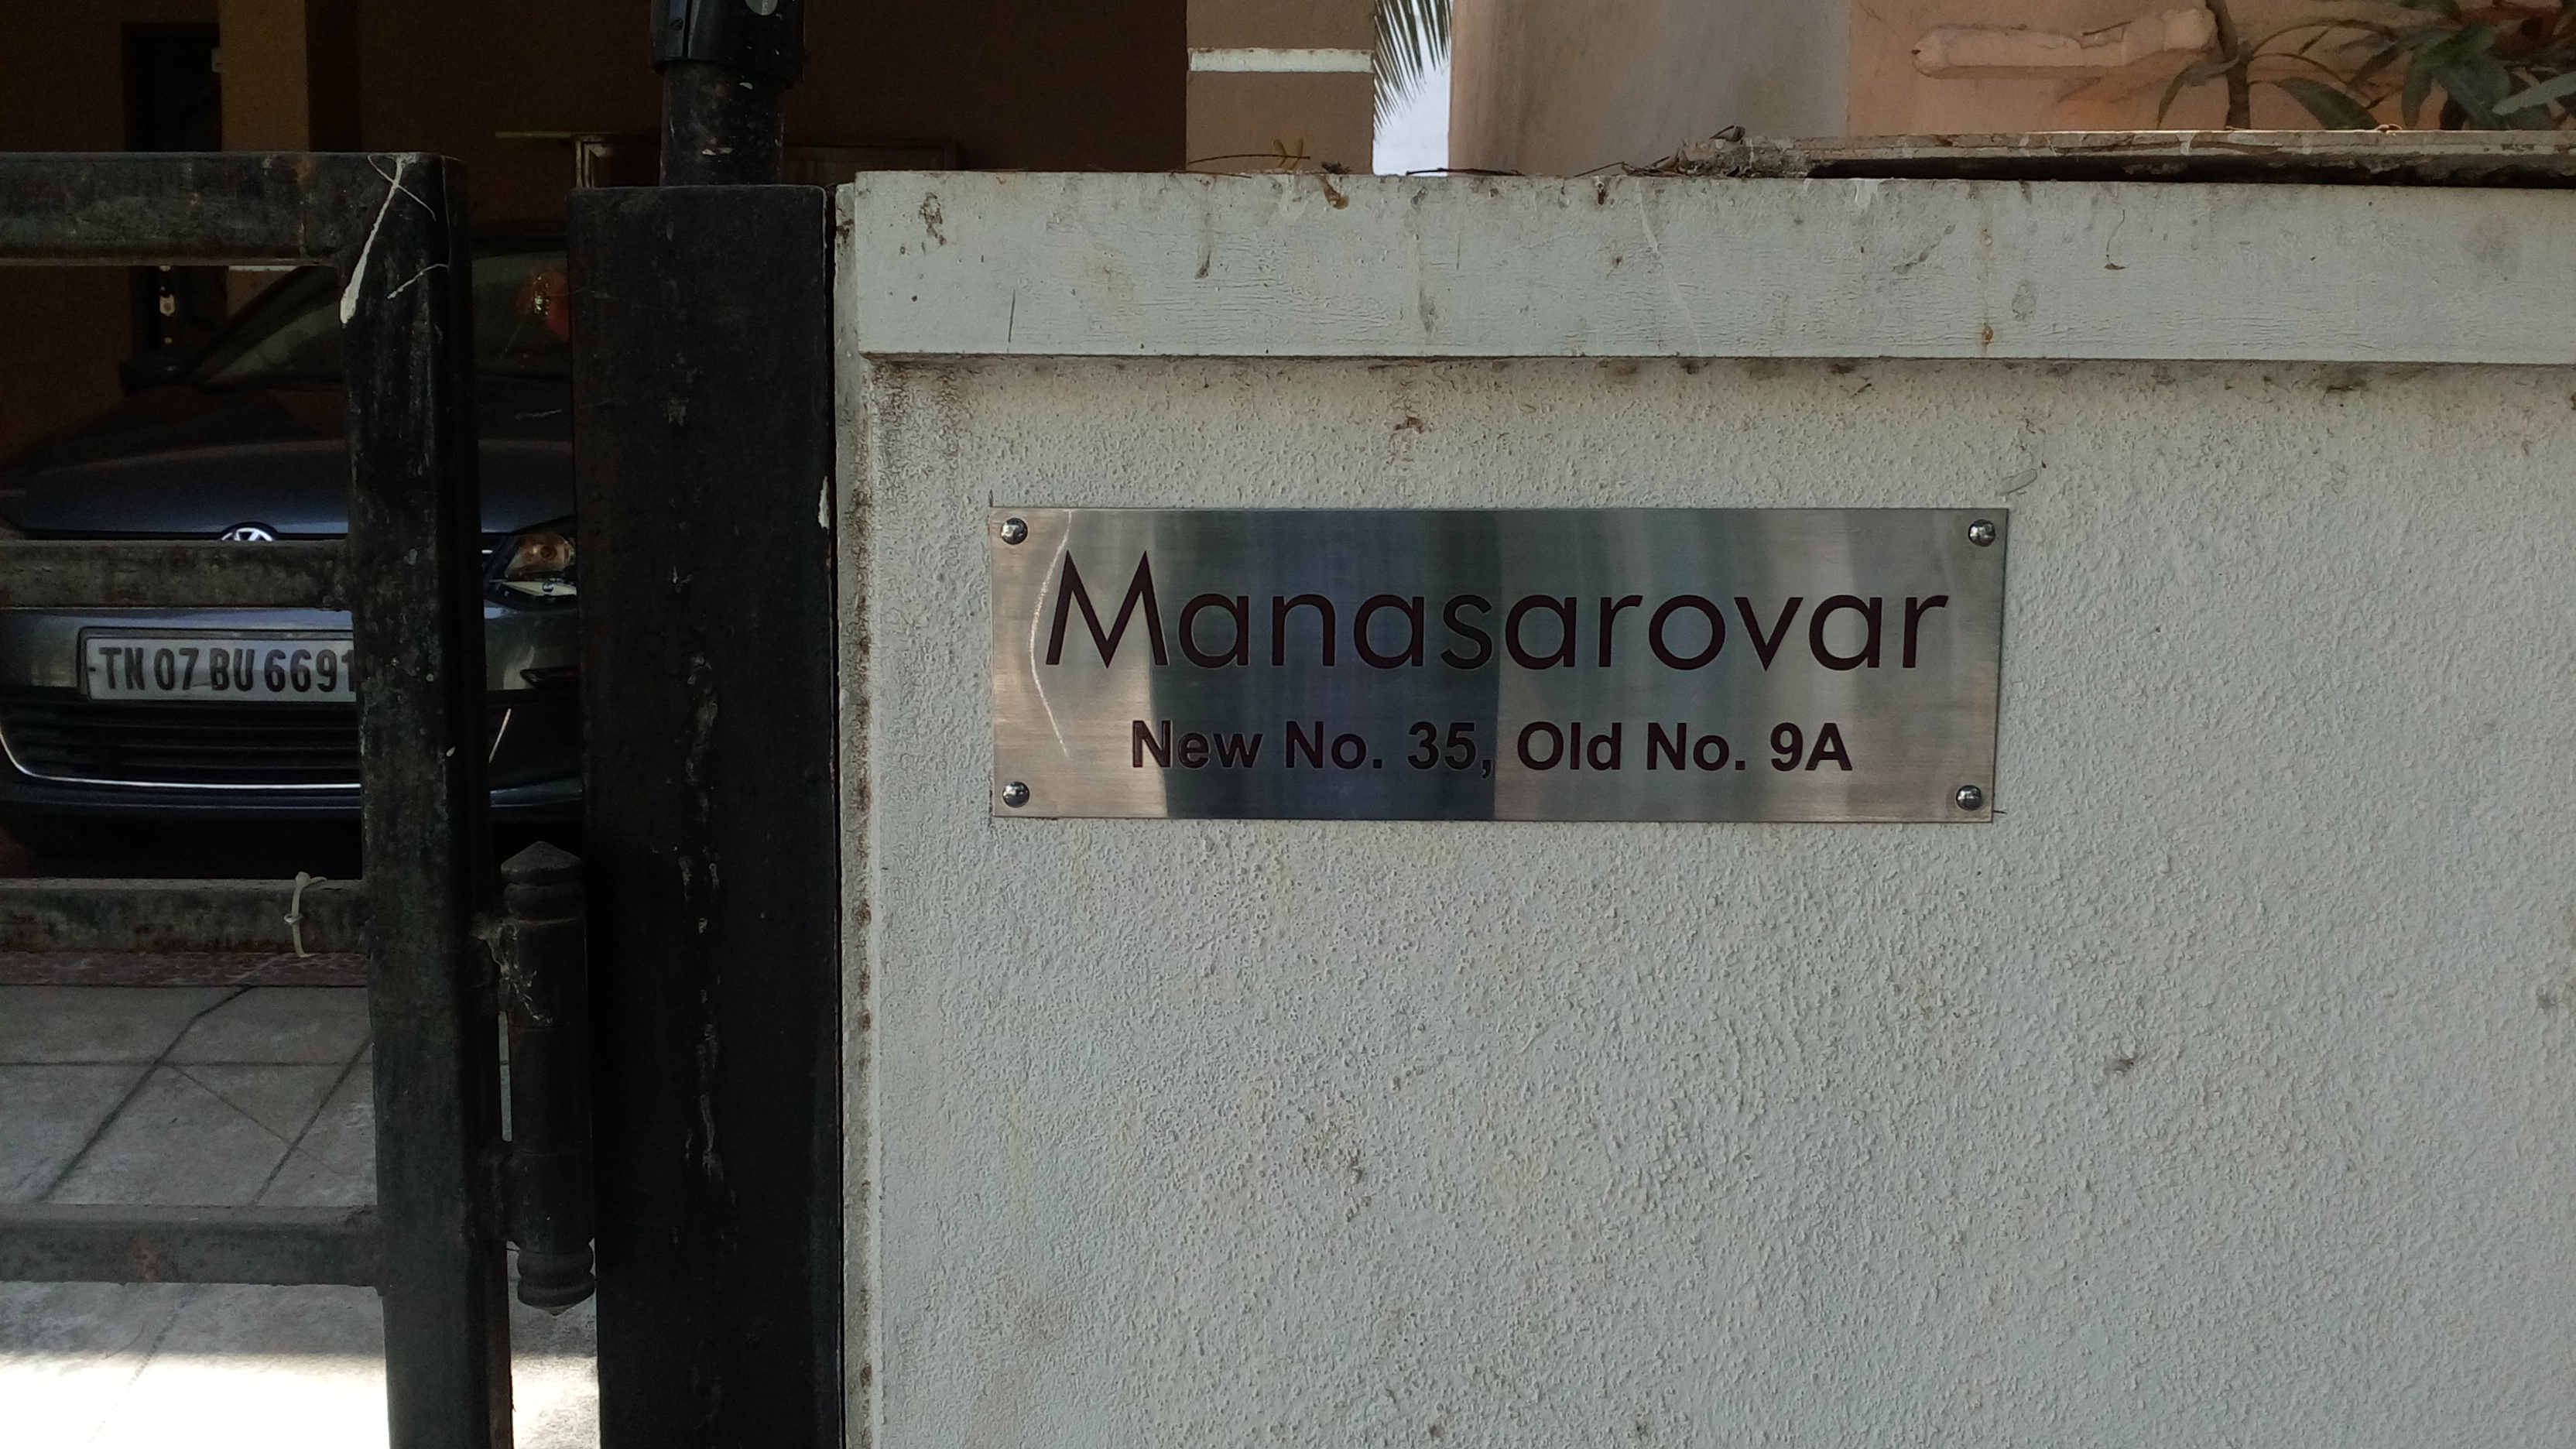 Manasarovar
New No. 35, Old No. 9A
TN 07 BU 6691